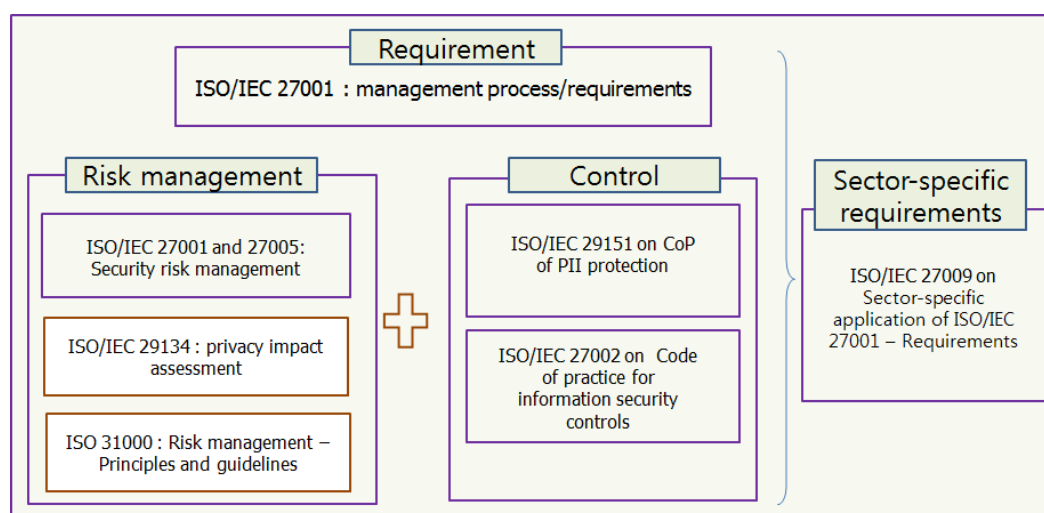 Requirement
ISO/IEC 27001 : management process/requirements
Risk management
ISO/IEC 27001 and 27005:
Security risk management
ISO/IEC 29134 : privacy impact
assessment
ISO 31000 : Risk management –
Principles and guidelines
Control
ISO/IEC 29151 on CoP
of PII protection
ISO/IEC 27002 on Code
of practice for
information security
controls
Sector-specific
requirements
ISO/IEC 27009 on
Sector-specific
application of ISO/IEC
27001 – Requirements